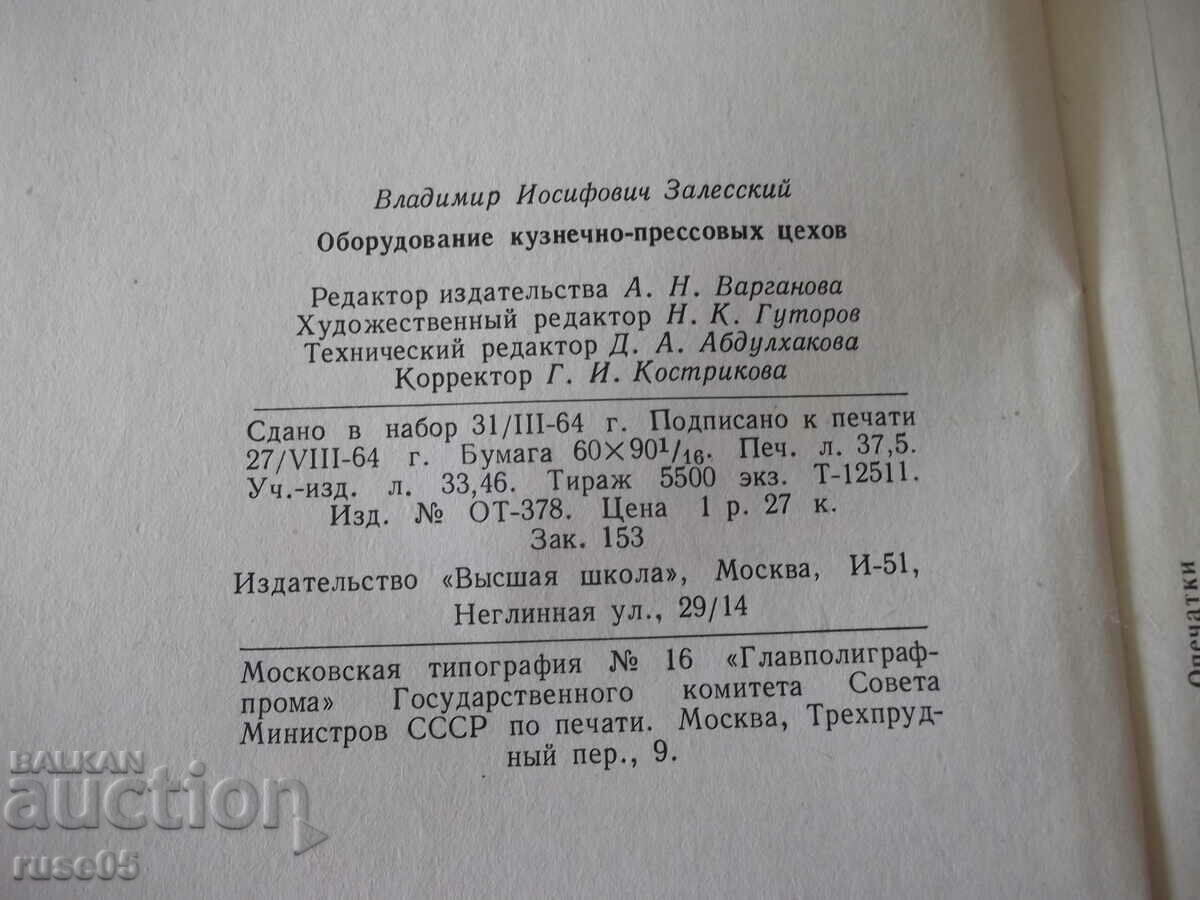 Владимир Иосифович Залесский
Оборудование кузнечно-прессовых цехов
Редактор издательства А. Н. Варганова
Художественный редактор Н. К. Гуторов
Технический редактор Д. А. Абдулхакова
Корректор Г. И. Кострикова
Сдано в набор 31/III-64 г. Подписано к печати
27/VIII-64 г. Бумага 60×90¹/₁₆. Печ. л. 37,5.
Уч.-изд. л. 33,46. Тираж 5500 экз. Т-12511.
Изд. № ОТ-378. Цена 1 р. 27 к.
Зак. 153
Издательство «Высшая школа», Москва, И-51,
Неглинная ул., 29/14
Московская типография № 16 «Главполиграф-
прома» Государственного комитета Совета
Министров СССР по печати. Москва, Трехпруд-
ный пер., 9.
Опечатки
BALKAN
auction
ruse05